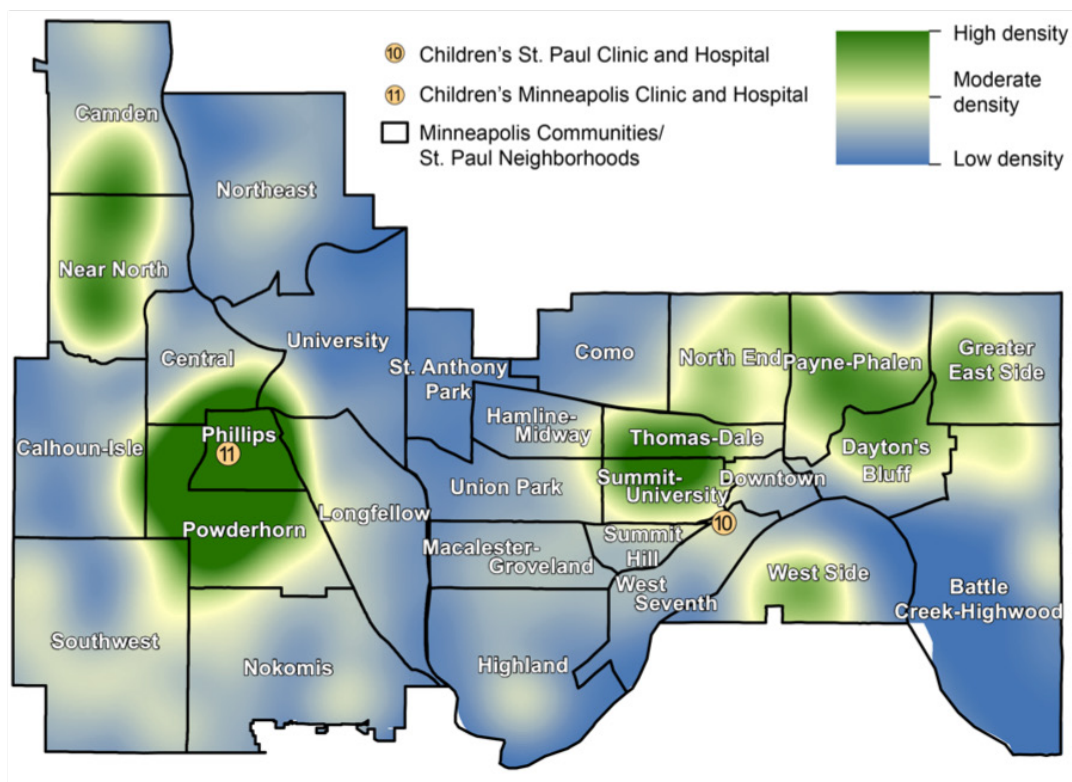 10 Children's St. Paul Clinic and Hospital
11 Children's Minneapolis Clinic and Hospital
Minneapolis Communities/
St. Paul Neighborhoods
High density
Moderate
density
Low density
Camden
Northeast
Near North
University
Central
St. Anthony
Park
Como
North End
Payne-Phalen
Greater
East Side
Hamline-
Midway
Phillips
11
Calhoun-Isle
Thomas-Dale
Dayton's
Bluff
Union Park
Summit-
University
Downtown
Longfellow
Powderhorn
10
Macalester-
Groveland
Summit
Hill
West
Seventh
West Side
Battle
Creek-Highwood
Southwest
Nokomis
Highland